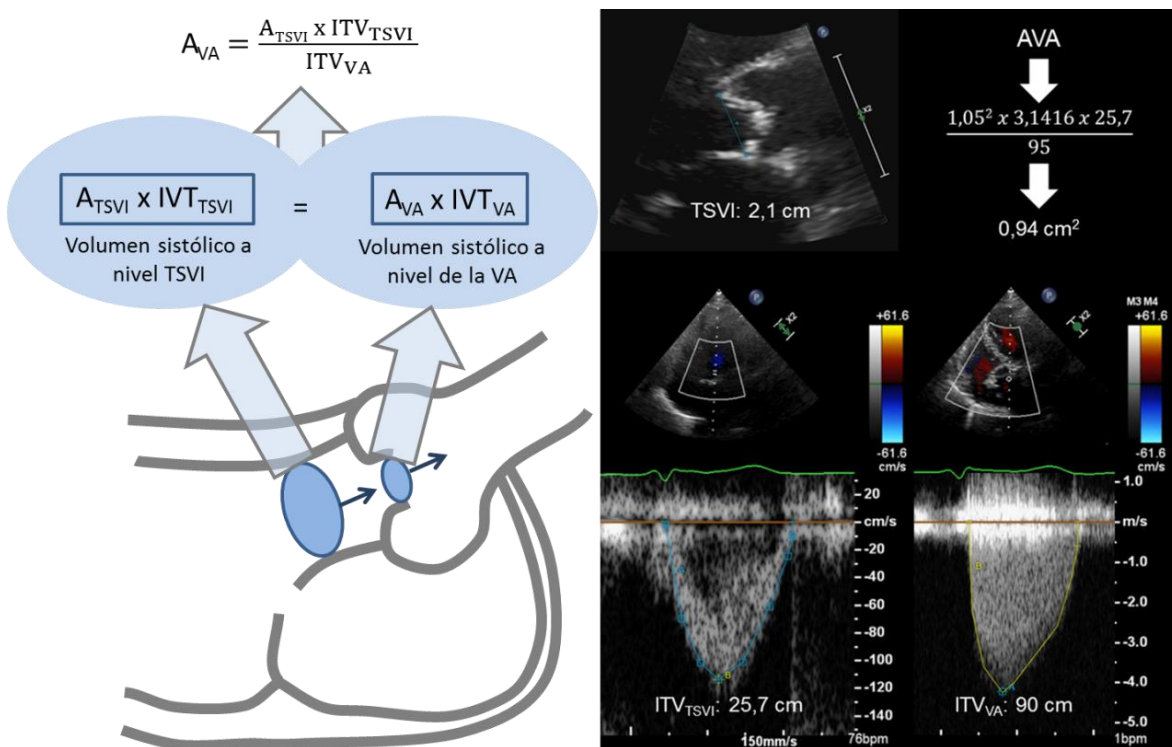 A_VA = (A_TSVI x ITV_TSVI) / ITV_VA
A_TSVI x IVT_TSVI
=
A_VA x IVT_VA
Volumen sistólico a
nivel TSVI
Volumen sistólico a
nivel de la VA
P
x2
TSVI: 2,1 cm
AVA
1,05² x 3,1416 x 25,7
95
0,94 cm²
P
x2
+61.6
-61.6
cm/s
P
x2
M3 M4
+61.6
-61.6
cm/s
20
cm/s
-20
-40
-60
-80
-100
-120
-140
B
ITV_TSVI: 25,7 cm
150mm/s
76bpm
1.0
m/s
-1.0
-2.0
-3.0
-4.0
-5.0
B
ITV_VA: 90 cm
1bpm